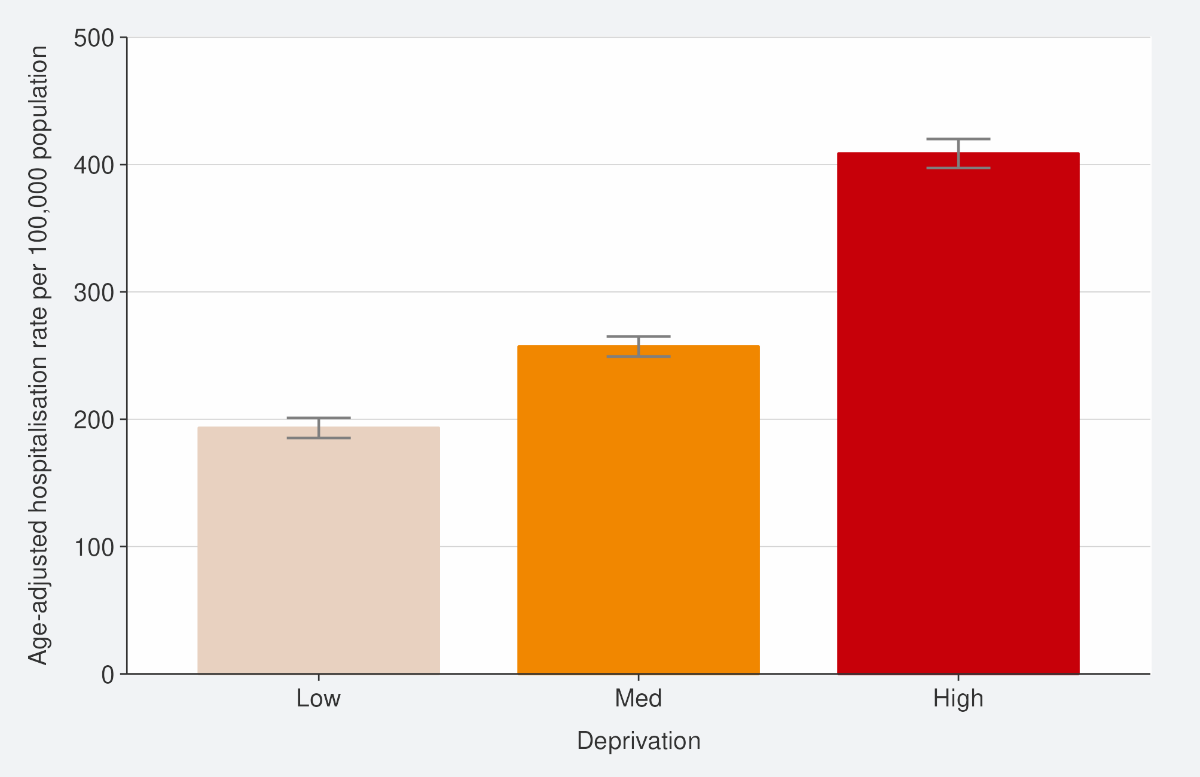 Age-adjusted hospitalisation rate per 100,000 population
500
400
300
200
100
0
Low Med High
Deprivation